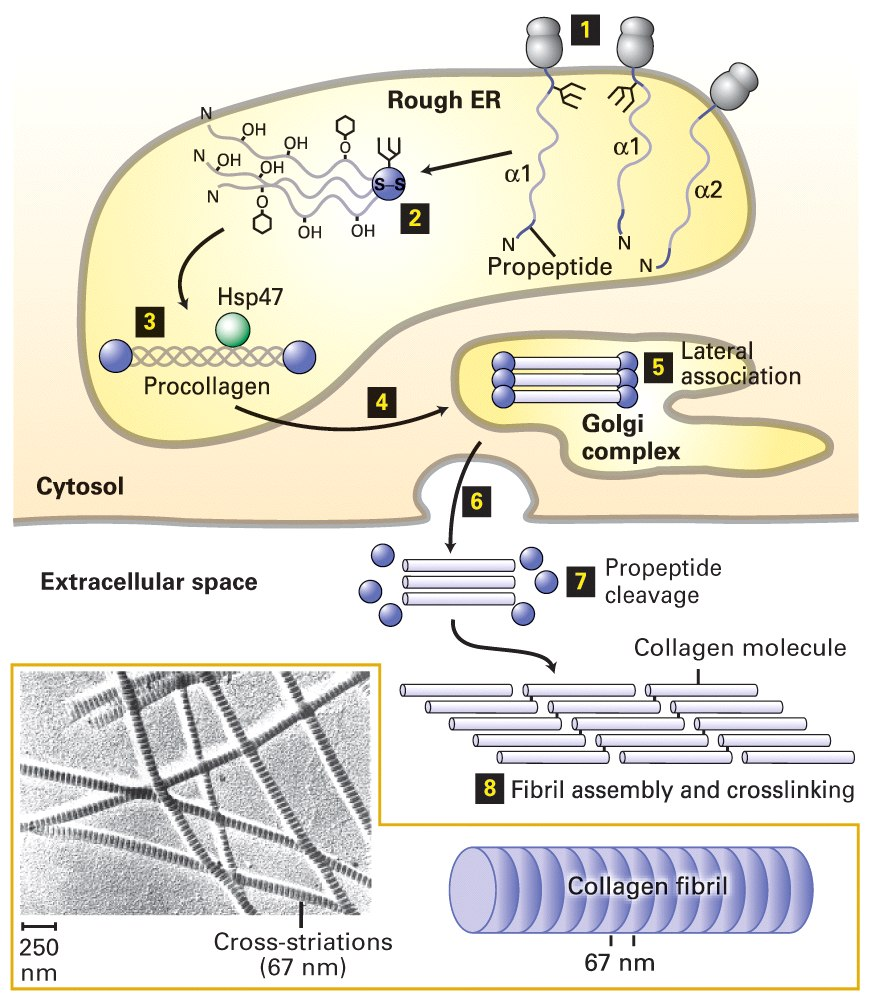 1
Rough ER
N
OH
OH
O
N
OH
OH
N
O
OH
OH
S–S
2
α1
α1
α2
N
N
N
Propeptide
Hsp47
3
Procollagen
4
5
Lateral
association
Golgi
complex
Cytosol
6
Extracellular space
7
Propeptide
cleavage
Collagen molecule
8
Fibril assembly and crosslinking
250
nm
Cross-striations
(67 nm)
Collagen fibril
67 nm